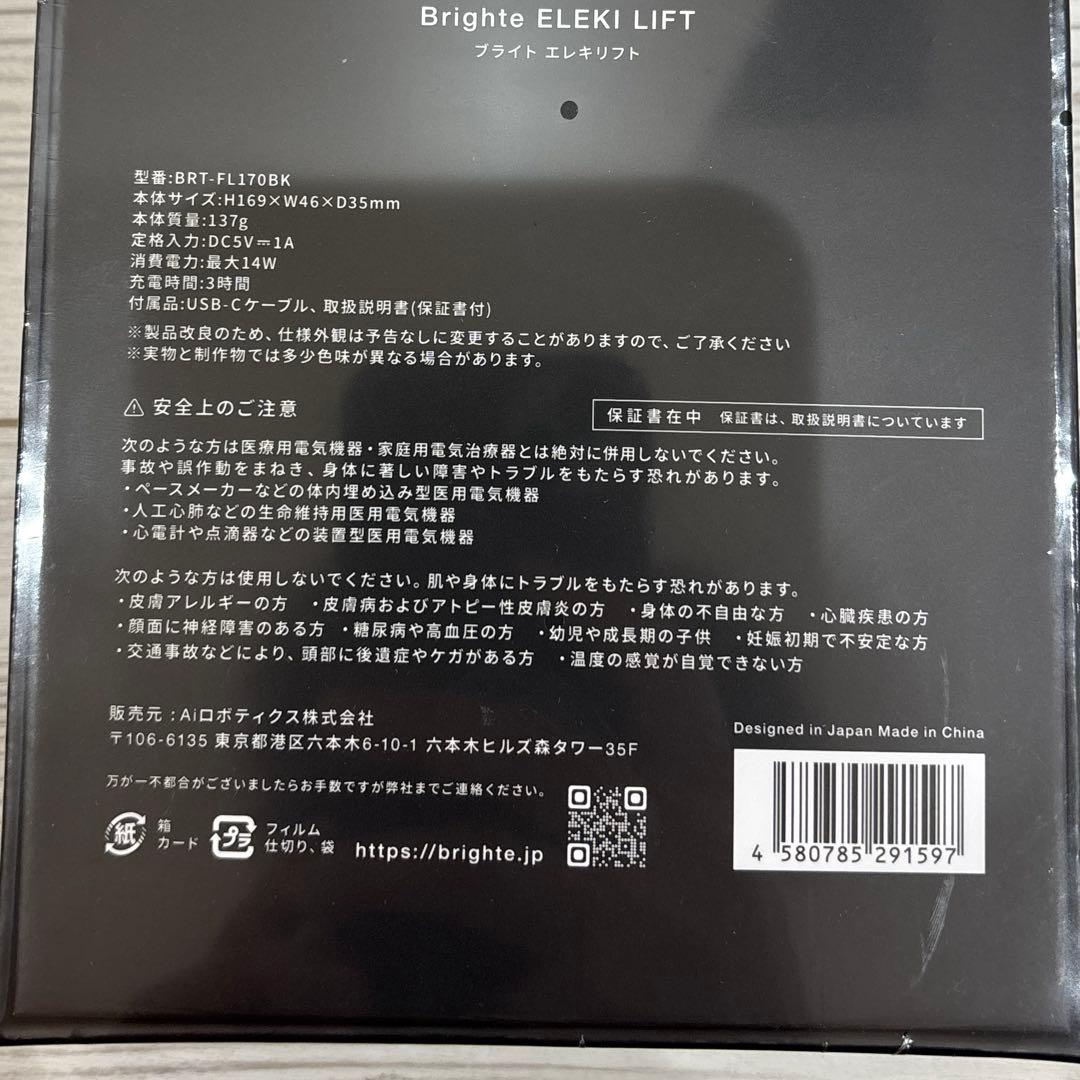 Brighte ELEKI LIFT
ブライト エレキリフト
型番:BRT-FL170BK
本体サイズ:H169×W46×D35mm
本体質量:137g
定格入力:DC5V⎓1A
消費電力:最大14W
充電時間:3時間
付属品:USB-Cケーブル、取扱説明書(保証書付)
※製品改良のため、仕様外観は予告なしに変更することがありますので、ご了承ください
※実物と制作物では多少色味が異なる場合があります。
⚠ 安全上のご注意
保証書在中 保証書は、取扱説明書についています
次のような方は医療用電気機器・家庭用電気治療器とは絶対に併用しないでください。
事故や誤作動をまねき、身体に著しい障害やトラブルをもたらす恐れがあります。
・ペースメーカーなどの体内埋め込み型医用電気機器
・人工心肺などの生命維持用医用電気機器
・心電計や点滴器などの装置型医用電気機器
次のような方は使用しないでください。肌や身体にトラブルをもたらす恐れがあります。
・皮膚アレルギーの方 ・皮膚病およびアトピー性皮膚炎の方 ・身体の不自由な方 ・心臓疾患の方
・顔面に神経障害のある方 ・糖尿病や高血圧の方 ・幼児や成長期の子供 ・妊娠初期で不安定な方
・交通事故などにより、頭部に後遺症やケガがある方 ・温度の感覚が自覚できない方
販売元:Aiロボティクス株式会社
〒106-6135 東京都港区六本木6-10-1 六本木ヒルズ森タワー35F
Designed in Japan Made in China
万が一不都合がございましたらお手数ですが弊社までご連絡ください。
紙 箱 カード
プラ フィルム 仕切り、袋
https://brighte.jp
4 580785 291597